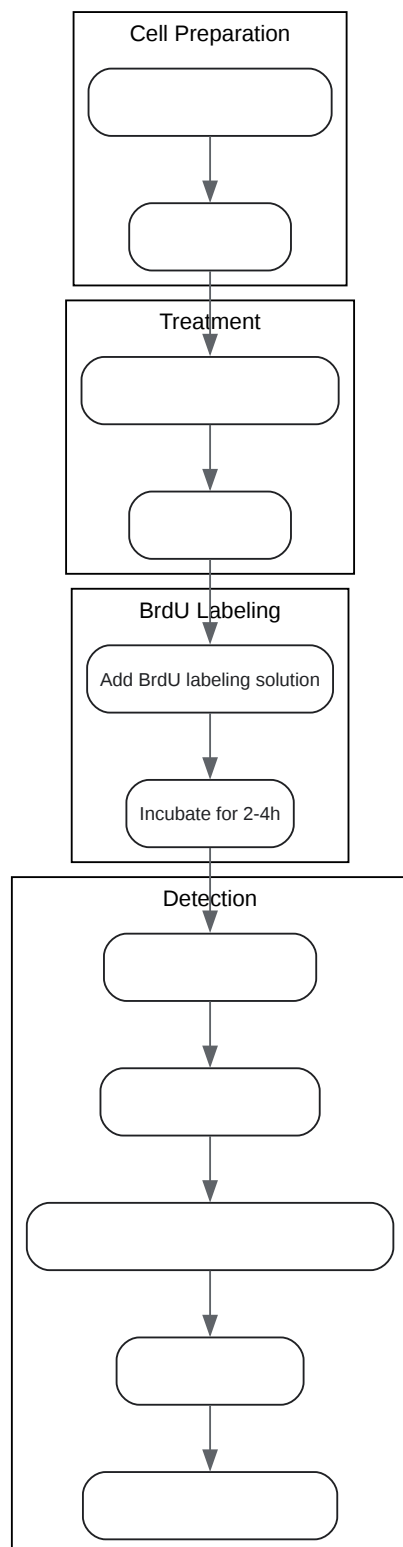 Cell Preparation
Treatment
BrdU Labeling
Add BrdU labeling solution
Incubate for 2-4h
Detection